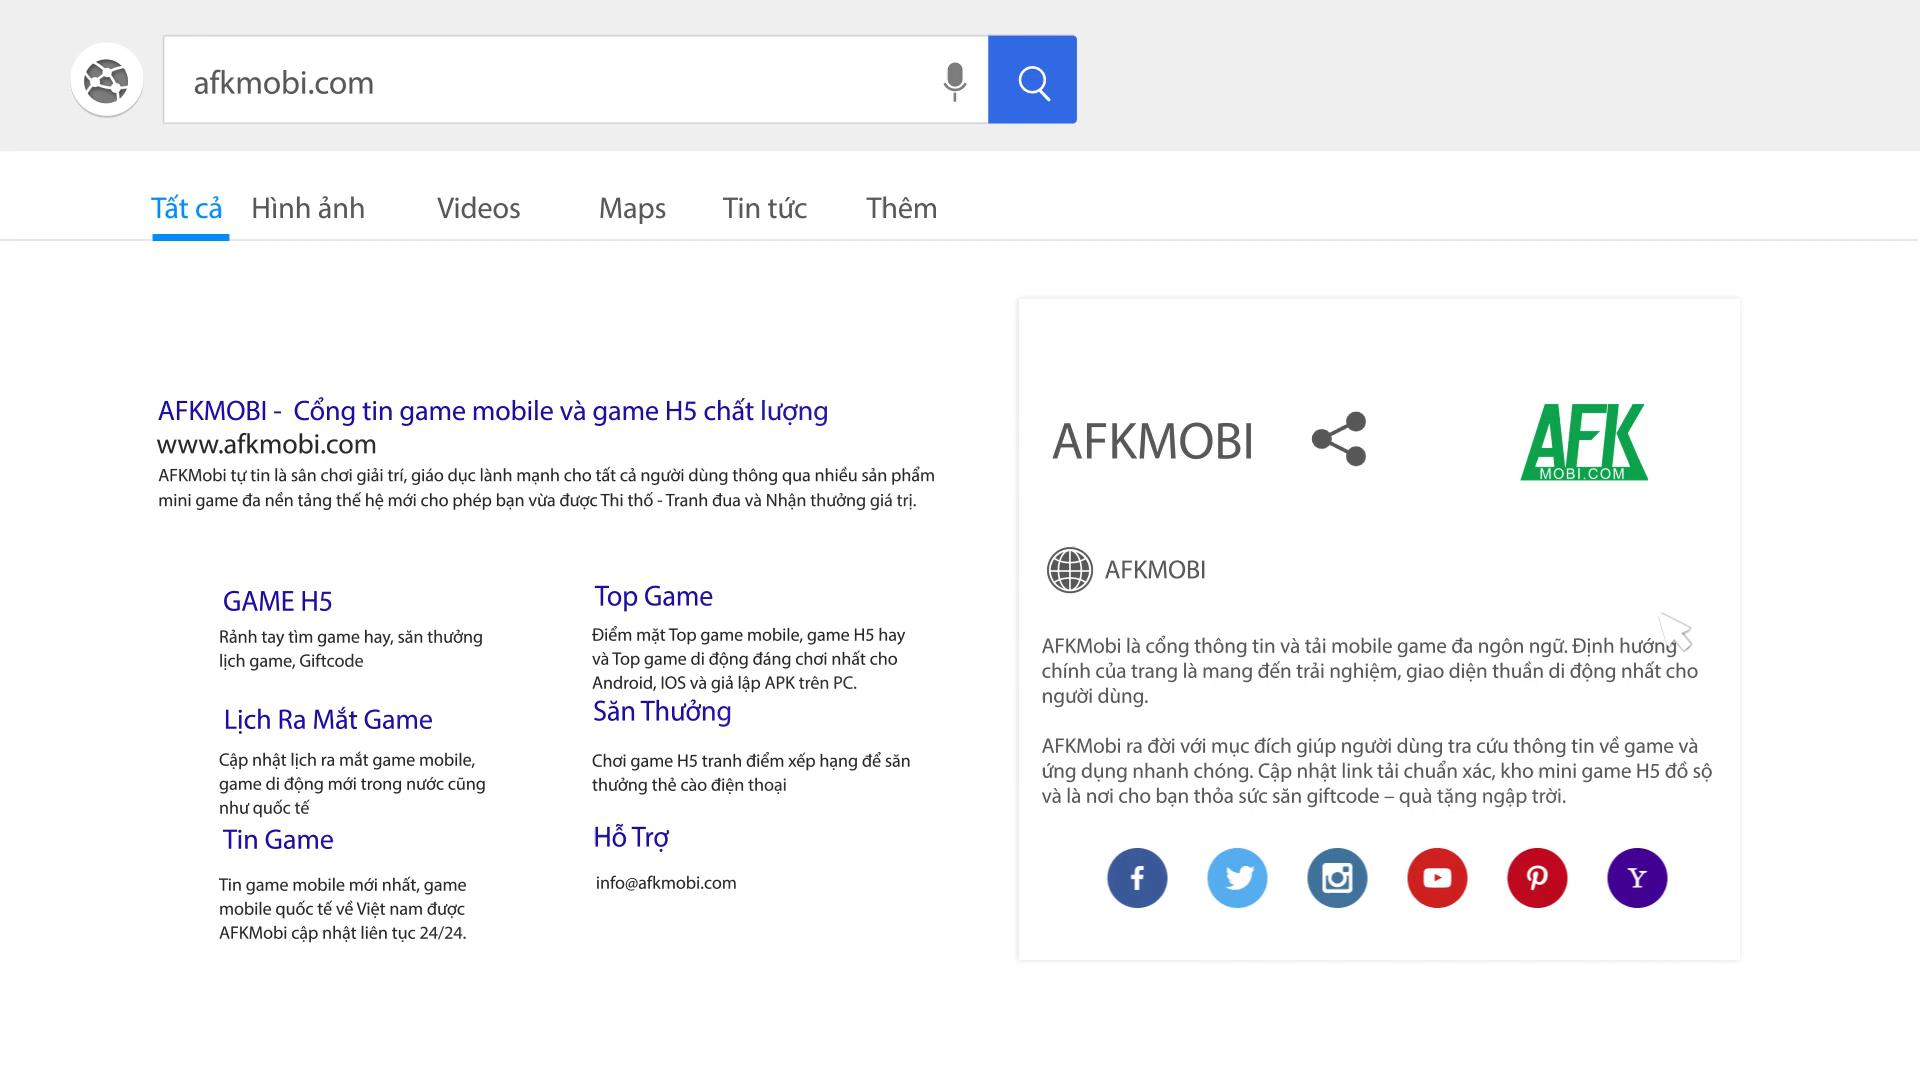 afkmobi.com
Tất cả Hình ảnh Videos Maps Tin tức Thêm
AFKMOBI - Cổng tin game mobile và game H5 chất lượng
www.afkmobi.com
AFKMobi tự tin là sân chơi giải trí, giáo dục lành mạnh cho tất cả người dùng thông qua nhiều sản phẩm
mini game đa nền tảng thế hệ mới cho phép bạn vừa được Thi thố - Tranh đua và Nhận thưởng giá trị.
GAME H5
Rảnh tay tìm game hay, săn thưởng
lịch game, Giftcode
Lịch Ra Mắt Game
Cập nhật lịch ra mắt game mobile,
game di động mới trong nước cũng
như quốc tế
Tin Game
Tin game mobile mới nhất, game
mobile quốc tế về Việt nam được
AFKMobi cập nhật liên tục 24/24.
Top Game
Điểm mặt Top game mobile, game H5 hay
và Top game di động đáng chơi nhất cho
Android, IOS và giả lập APK trên PC.
Săn Thưởng
Chơi game H5 tranh điểm xếp hạng để săn
thưởng thẻ cào điện thoại
Hỗ Trợ
info@afkmobi.com
AFKMOBI
AFK
MOBI.COM
AFKMOBI
AFKMobi là cổng thông tin và tải mobile game đa ngôn ngữ. Định hướng
chính của trang là mang đến trải nghiệm, giao diện thuần di động nhất cho
người dùng.
AFKMobi ra đời với mục đích giúp người dùng tra cứu thông tin về game và
ứng dụng nhanh chóng. Cập nhật link tải chuẩn xác, kho mini game H5 đồ sộ
và là nơi cho bạn thỏa sức săn giftcode – quà tặng ngập trời.